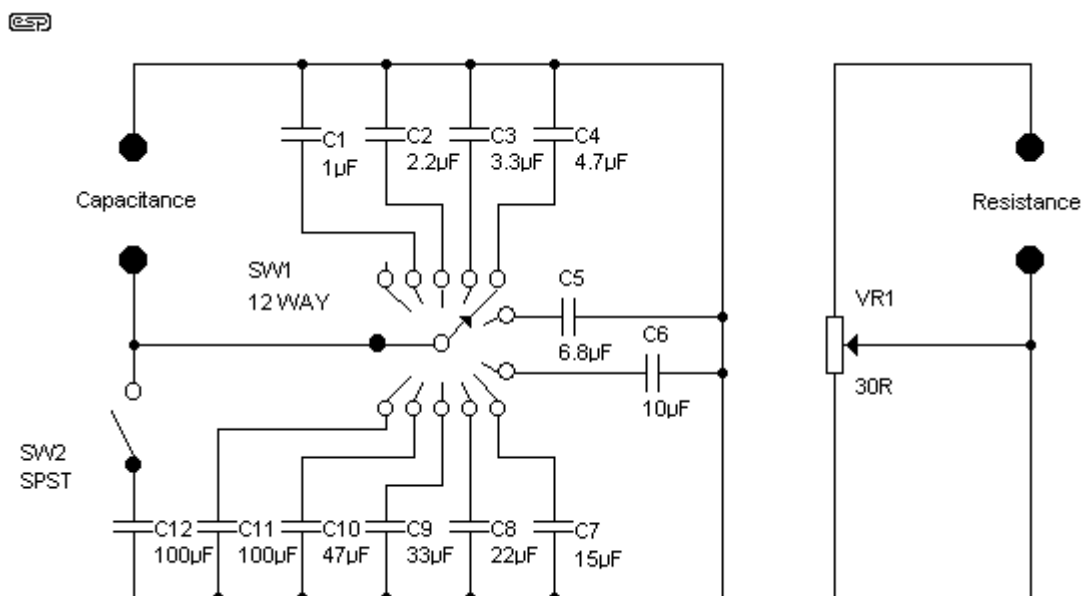 esp
C1
1µF
C2
2.2µF
C3
3.3µF
C4
4.7µF
Capacitance
Resistance
SW1
12 WAY
C5
6.8µF
VR1
30R
C6
10µF
SW2
SPST
C12
100µF
C11
100µF
C10
47µF
C9
33µF
C8
22µF
C7
15µF